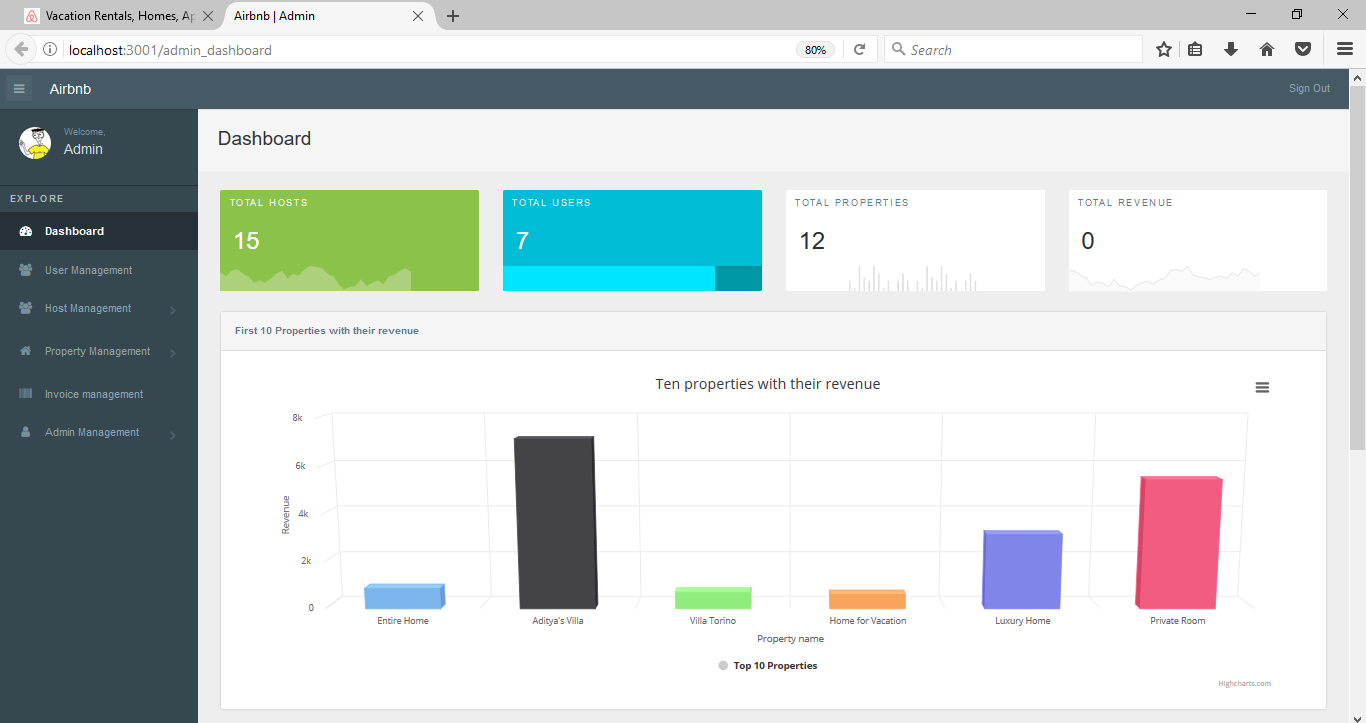 Vacation Rentals, Homes, Ap
Airbnb | Admin
localhost:3001/admin_dashboard
80%
Search
Airbnb
Sign Out
Welcome,
Admin
EXPLORE
Dashboard
User Management
Host Management
Property Management
Invoice management
Admin Management
Dashboard
TOTAL HOSTS
15
TOTAL USERS
7
TOTAL PROPERTIES
12
TOTAL REVENUE
0
First 10 Properties with their revenue
Ten properties with their revenue
Revenue
8k
6k
4k
2k
0
Entire Home
Aditya's Villa
Villa Torino
Home for Vacation
Luxury Home
Private Room
Property name
Top 10 Properties
Highcharts.com